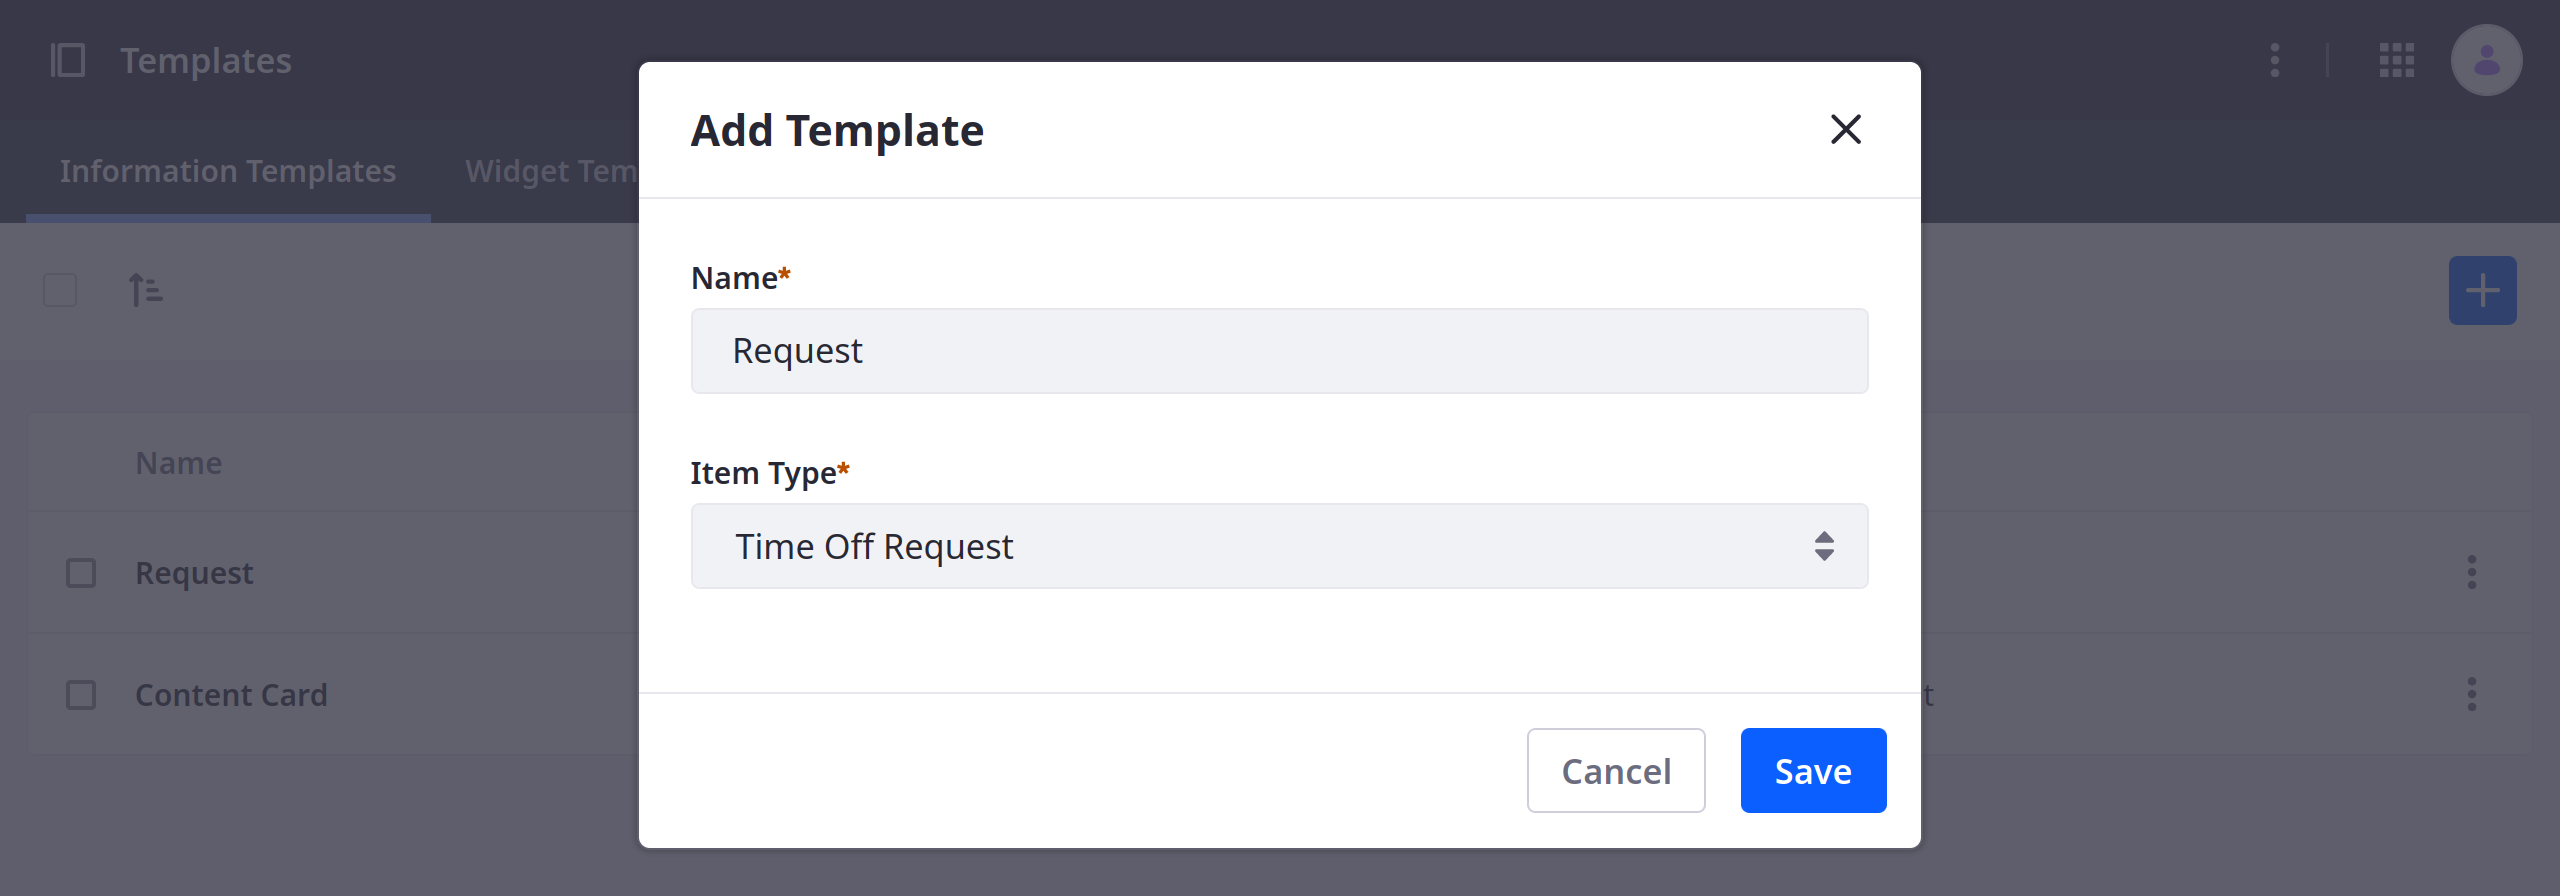 Templates
Information Templates
Widget Tem
Add Template
Name*
Request
Item Type*
Time Off Request
Cancel
Save
Name
Request
Content Card
t